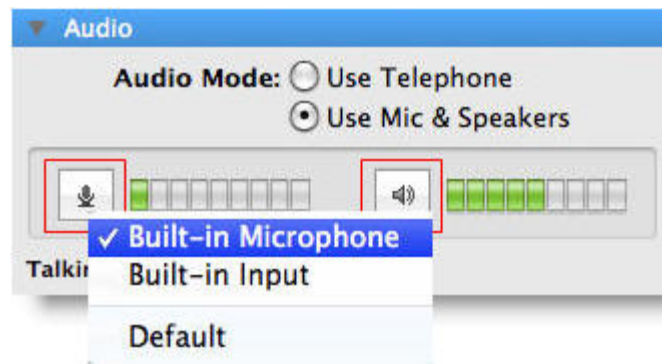 Audio
Audio Mode: Use Telephone
Use Mic & Speakers
✓ Built-in Microphone
Built-in Input
Default